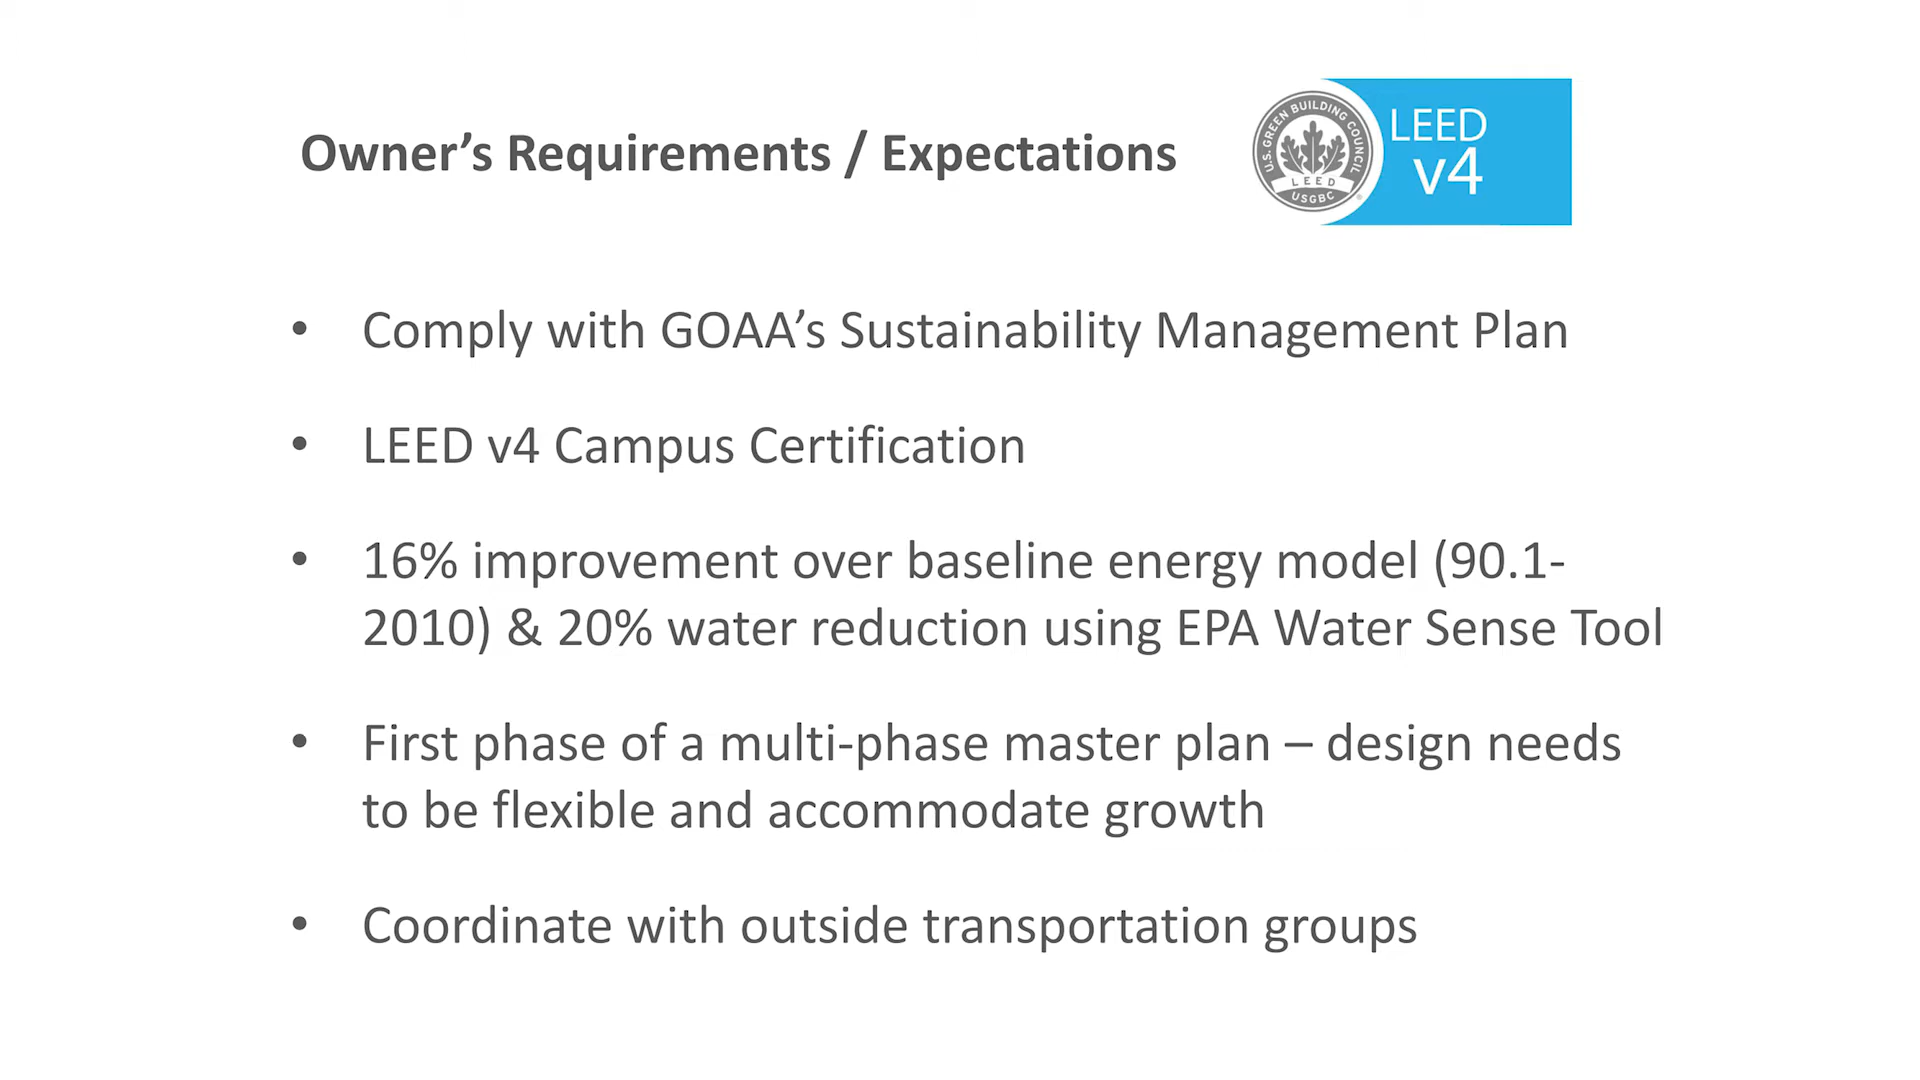 Owner’s Requirements / Expectations
U.S. GREEN BUILDING COUNCIL
LEED
USGBC
®
LEED
v4
• Comply with GOAA’s Sustainability Management Plan
• LEED v4 Campus Certification
• 16% improvement over baseline energy model (90.1-
2010) & 20% water reduction using EPA Water Sense Tool
• First phase of a multi-phase master plan – design needs
to be flexible and accommodate growth
• Coordinate with outside transportation groups